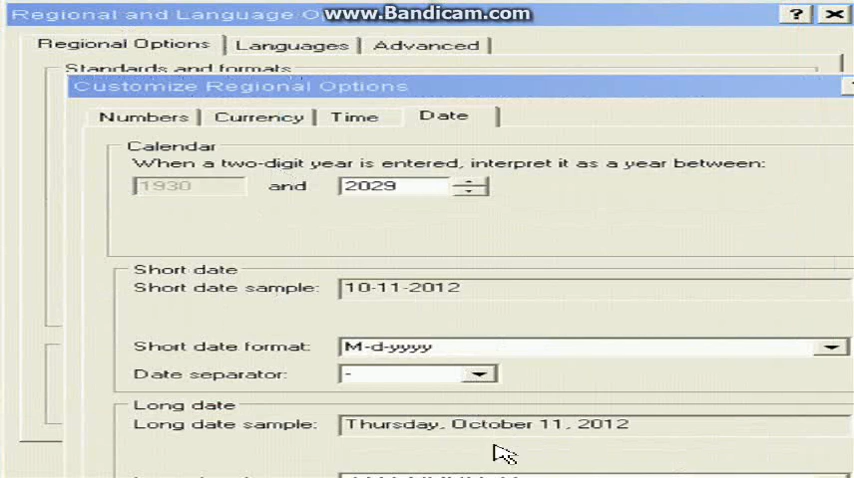 Regional and Language O
www.Bandicam.com
Regional Options Languages Advanced
Standards and formats
Customize Regional Options
Numbers Currency Time Date
Calendar
When a two-digit year is entered, interpret it as a year between:
1930 and 2029
Short date
Short date sample: 10-11-2012
Short date format: M-d-yyyy
Date separator: -
Long date
Long date sample: Thursday, October 11, 2012